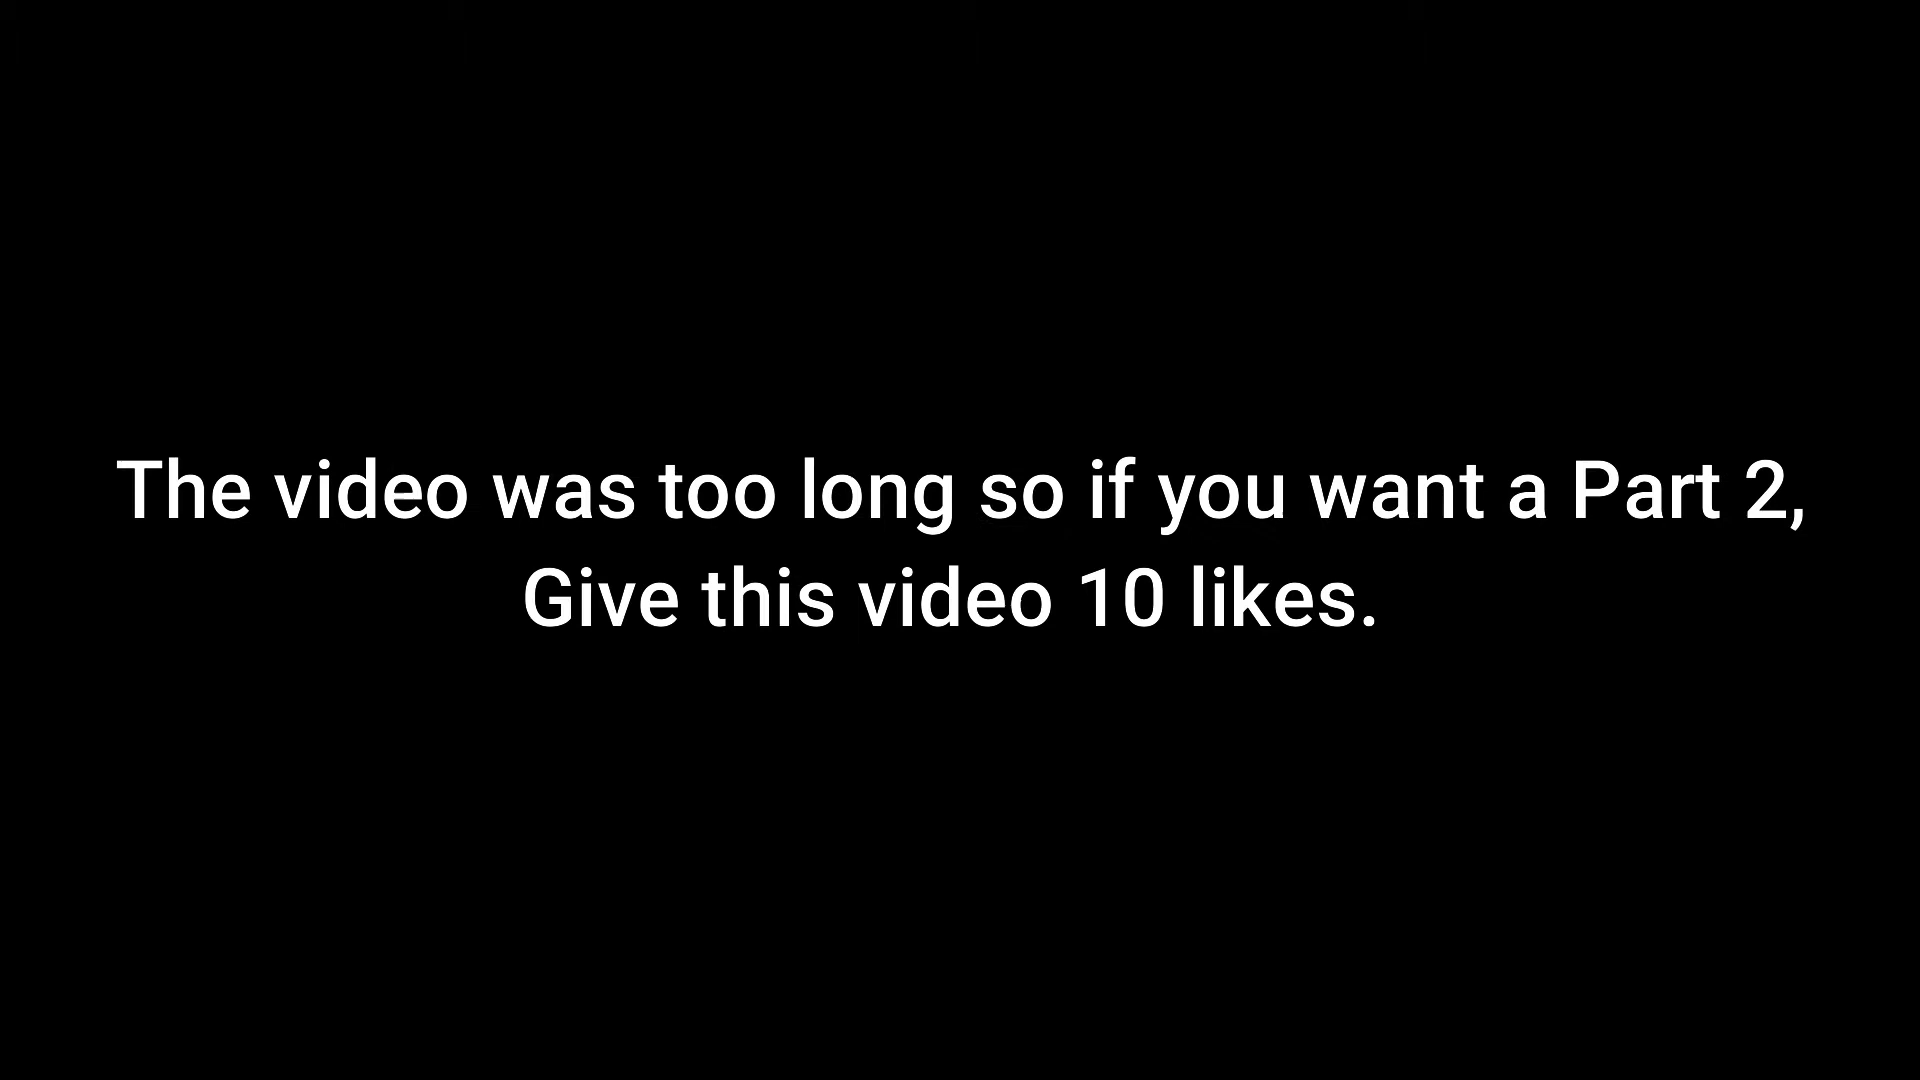 The video was too long so if you want a Part 2,
Give this video 10 likes.